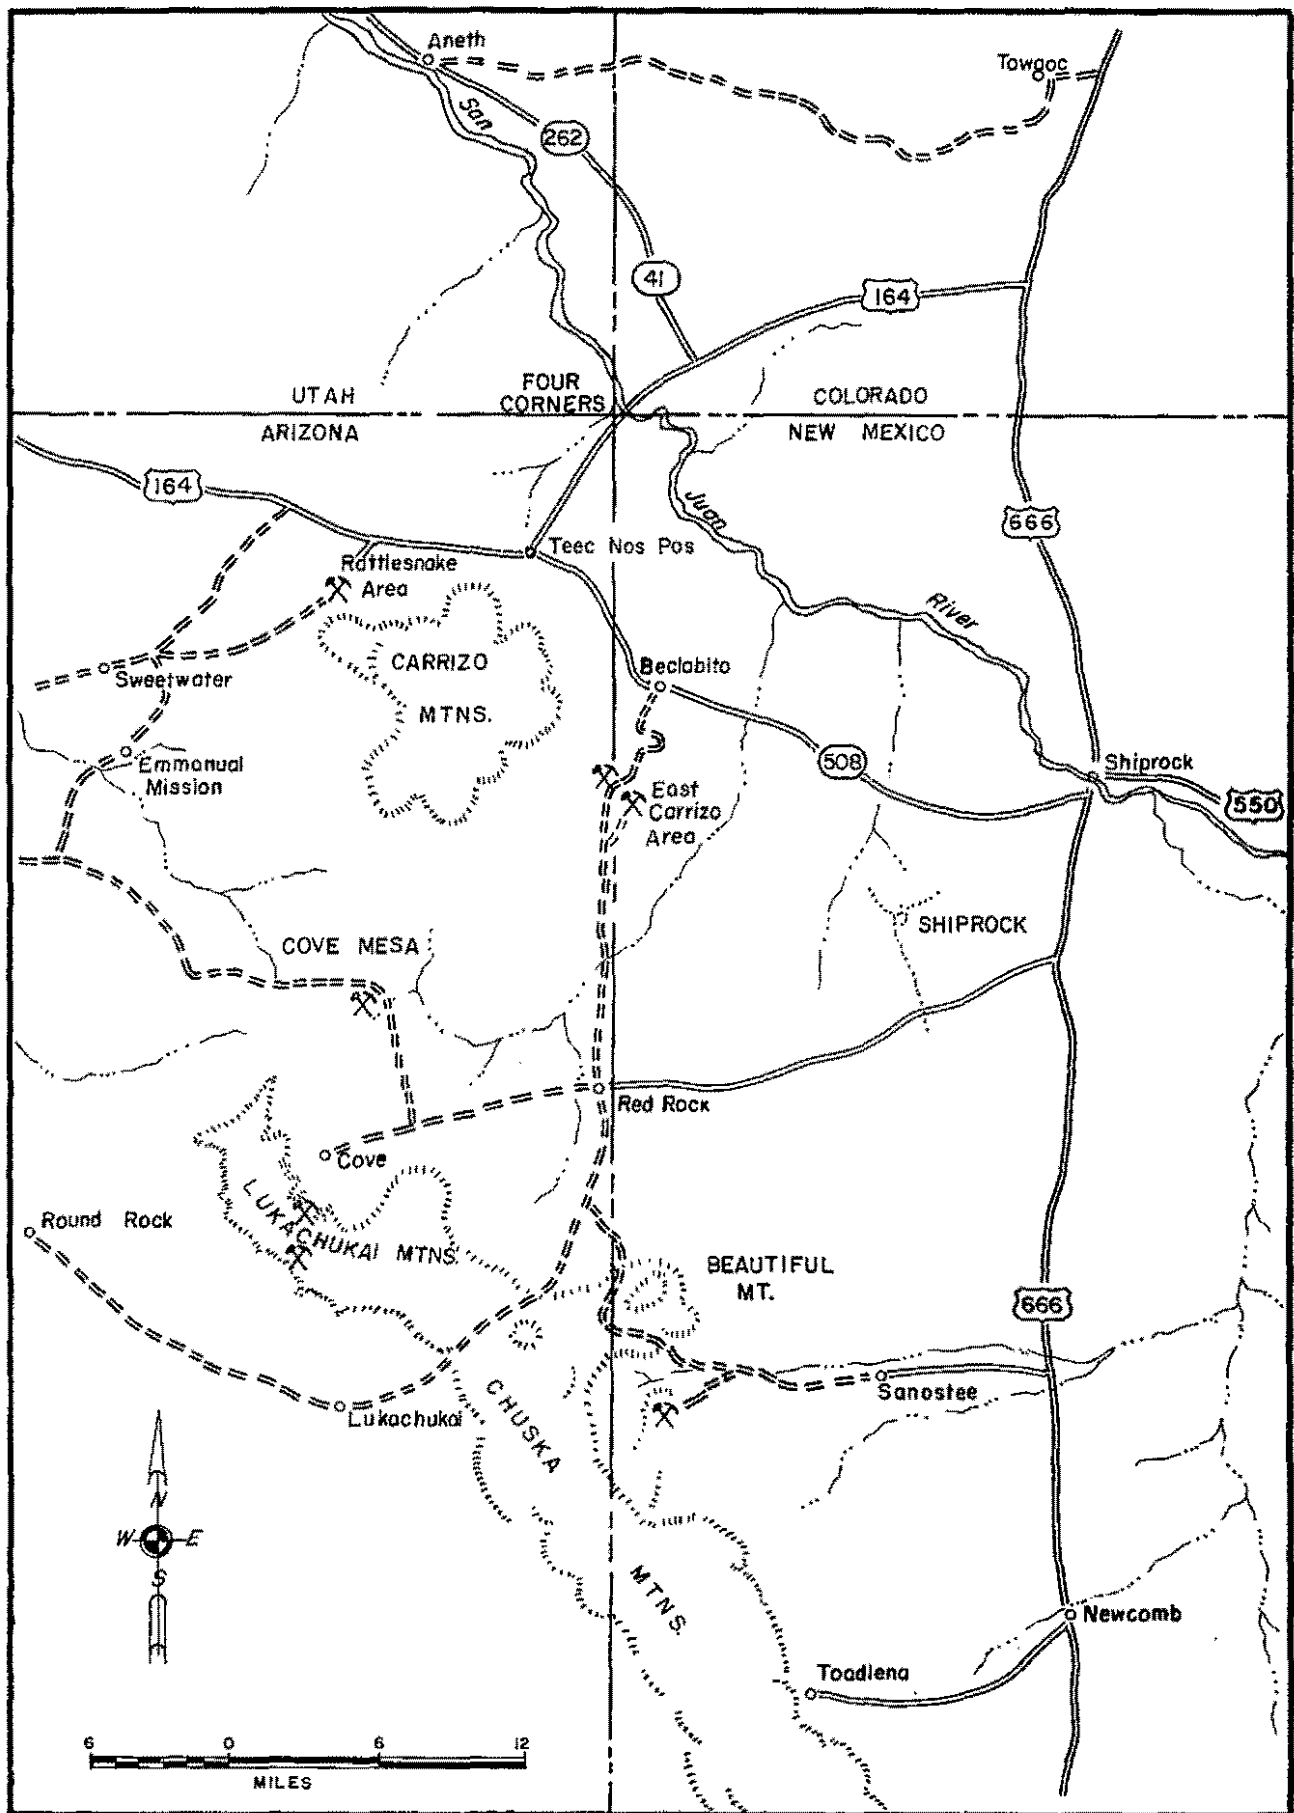 Aneth
Towaoc
San
262
41
164
UTAH
FOUR
CORNERS
COLORADO
ARIZONA
NEW MEXICO
164
Juan
666
Teec Nos Pos
Rattlesnake
Area
River
CARRIZO
MTNS.
Beclabito
Sweetwater
Emmanual
Mission
508
Shiprock
550
East
Carrizo
Area
SHIPROCK
COVE MESA
Red Rock
Cove
LUKACHUKAI MTNS.
Round Rock
BEAUTIFUL
MT.
666
Sanostee
Lukachukai
CHUSKA
MTNS.
N
W E
S
Newcomb
Toadlena
6 0 6 12
MILES